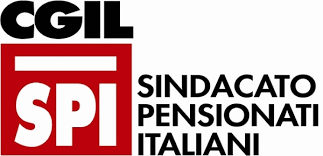 CGIL
SPI
SINDACATO
PENSIONATI
ITALIANI